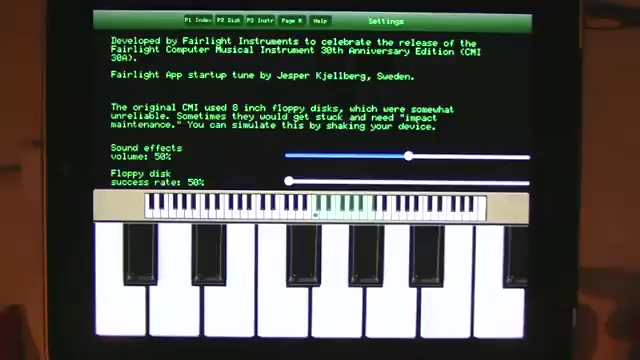 P1 Index P2 Disk P3 Instr Page R Help Settings
Developed by Fairlight Instruments to celebrate the release of the
Fairlight Computer Musical Instrument 30th Anniversary Edition (CMI
30A).
Fairlight App startup tune by Jesper Kjellberg, Sweden.
The original CMI used 8 inch floppy disks, which were somewhat
unreliable. Sometimes they would get stuck and need "impact
maintenance." You can simulate this by shaking your device.
Sound effects
volume: 50%
Floppy disk
success rate: 50%